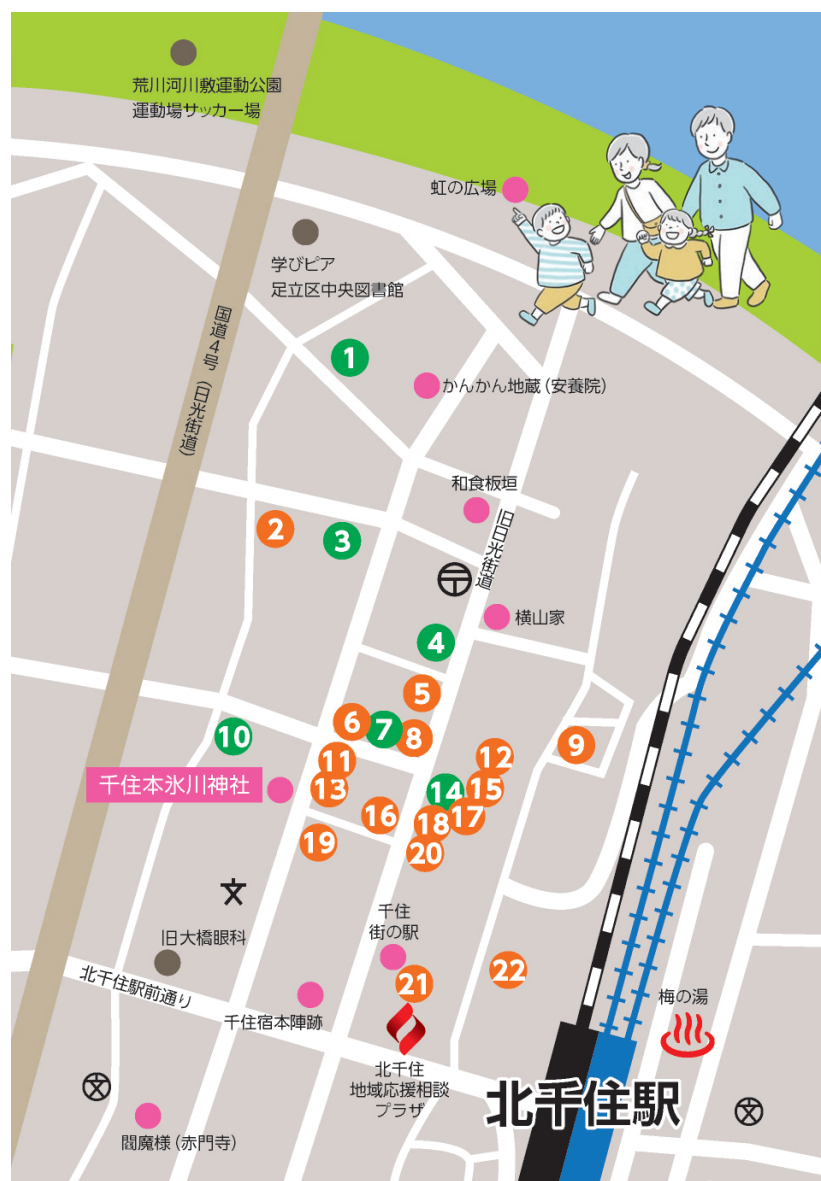 荒川河川敷運動公園
運動場サッカー場
虹の広場
学びピア
足立区中央図書館
国道4号(日光街道)
1
かんかん地蔵(安養院)
和食板垣
旧日光街道
2
3
横山家
4
5
6
7
8
9
10
11
12
千住本氷川神社
13
14
15
16
17
18
19
20
文
千住
街の駅
旧大橋眼科
北千住駅前通り
21
22
千住宿本陣跡
梅の湯
北千住
地域応援相談
プラザ
北千住駅
文
文
閻魔様(赤門寺)